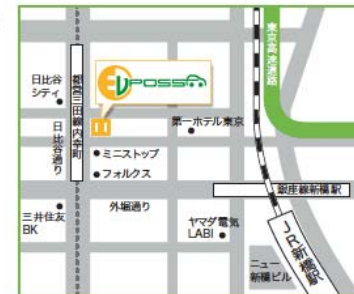 東京高速道路
EVPOSSA
日比谷
シティ
都営三田線内幸町
第一ホテル東京
日比谷通り
ミニストップ
フォルクス
銀座線新橋駅
外堀通り
三井住友
BK
ヤマダ電気
LABI
JR新橋駅
ニュー
新橋ビル